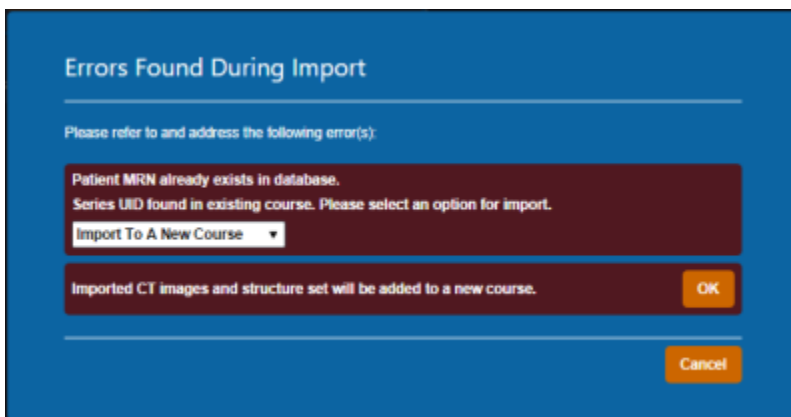 Errors Found During Import
Please refer to and address the following error(s):
Patient MRN already exists in database.
Series UID found in existing course. Please select an option for import.
Import To A New Course
Imported CT images and structure set will be added to a new course.
OK
Cancel